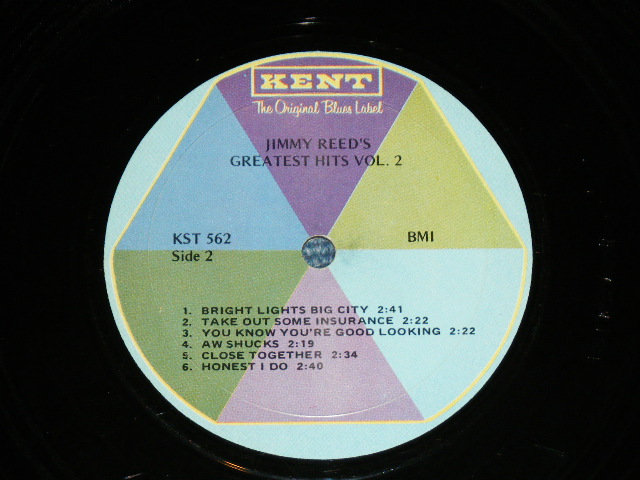 KENT
The Original Blues Label
JIMMY REED'S
GREATEST HITS VOL. 2
KST 562
BMI
Side 2
1. BRIGHT LIGHTS BIG CITY 2:41
2. TAKE OUT SOME INSURANCE 2:22
3. YOU KNOW YOU'RE GOOD LOOKING 2:22
4. AW SHUCKS 2:19
5. CLOSE TOGETHER 2:34
6. HONEST I DO 2:40